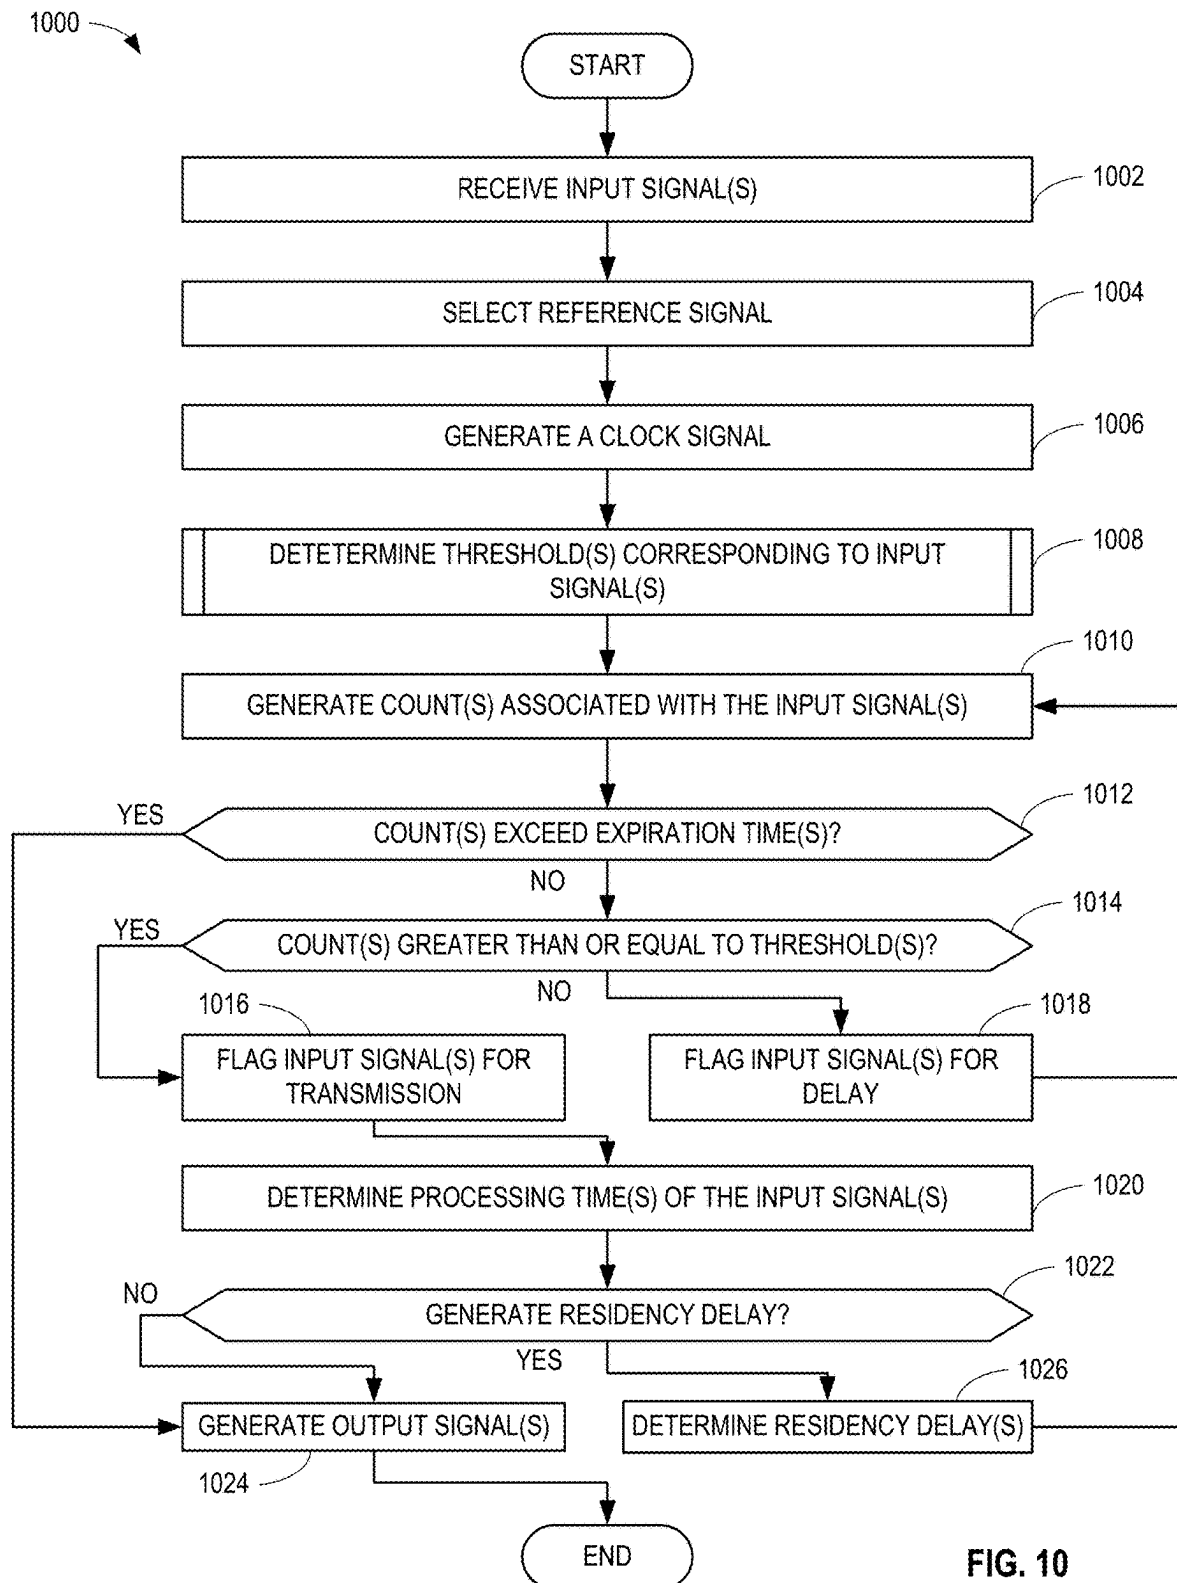 1000
START
RECEIVE INPUT SIGNAL(S)
1002
SELECT REFERENCE SIGNAL
1004
GENERATE A CLOCK SIGNAL
1006
DETETERMINE THRESHOLD(S) CORRESPONDING TO INPUT
SIGNAL(S)
1008
1010
GENERATE COUNT(S) ASSOCIATED WITH THE INPUT SIGNAL(S)
1012
YES
COUNT(S) EXCEED EXPIRATION TIME(S)?
NO
1014
YES
COUNT(S) GREATER THAN OR EQUAL TO THRESHOLD(S)?
NO
1016
1018
FLAG INPUT SIGNAL(S) FOR
TRANSMISSION
FLAG INPUT SIGNAL(S) FOR
DELAY
DETERMINE PROCESSING TIME(S) OF THE INPUT SIGNAL(S)
1020
1022
NO
GENERATE RESIDENCY DELAY?
YES
1026
GENERATE OUTPUT SIGNAL(S)
DETERMINE RESIDENCY DELAY(S)
1024
END
FIG. 10